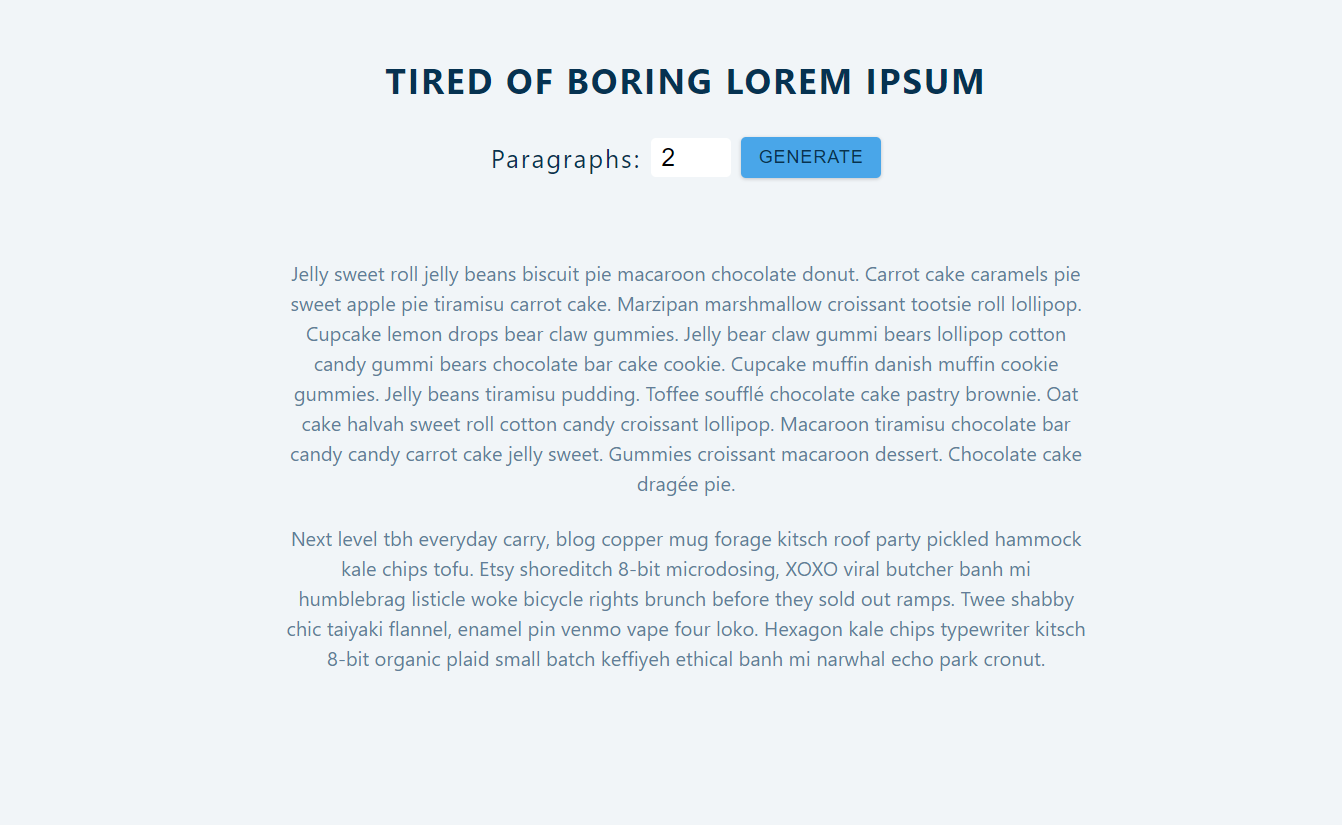 TIRED OF BORING LOREM IPSUM
Paragraphs: 2 GENERATE
Jelly sweet roll jelly beans biscuit pie macaroon chocolate donut. Carrot cake caramels pie
sweet apple pie tiramisu carrot cake. Marzipan marshmallow croissant tootsie roll lollipop.
Cupcake lemon drops bear claw gummies. Jelly bear claw gummi bears lollipop cotton
candy gummi bears chocolate bar cake cookie. Cupcake muffin danish muffin cookie
gummies. Jelly beans tiramisu pudding. Toffee soufflé chocolate cake pastry brownie. Oat
cake halvah sweet roll cotton candy croissant lollipop. Macaroon tiramisu chocolate bar
candy candy carrot cake jelly sweet. Gummies croissant macaroon dessert. Chocolate cake
dragée pie.
Next level tbh everyday carry, blog copper mug forage kitsch roof party pickled hammock
kale chips tofu. Etsy shoreditch 8-bit microdosing, XOXO viral butcher banh mi
humblebrag listicle woke bicycle rights brunch before they sold out ramps. Twee shabby
chic taiyaki flannel, enamel pin venmo vape four loko. Hexagon kale chips typewriter kitsch
8-bit organic plaid small batch keffiyeh ethical banh mi narwhal echo park cronut.